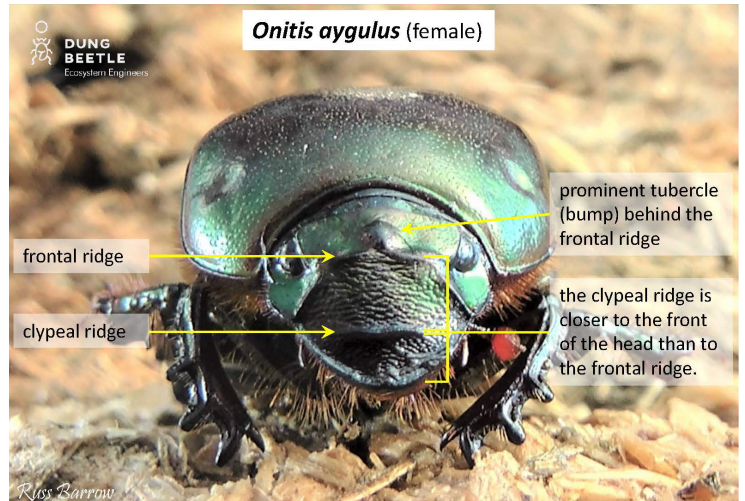 DUNG
BEETLE
Ecosystem Engineers
Onitis aygulus (female)
prominent tubercle
(bump) behind the
frontal ridge
frontal ridge
clypeal ridge
the clypeal ridge is
closer to the front
of the head than to
the frontal ridge.
Russ Barrow